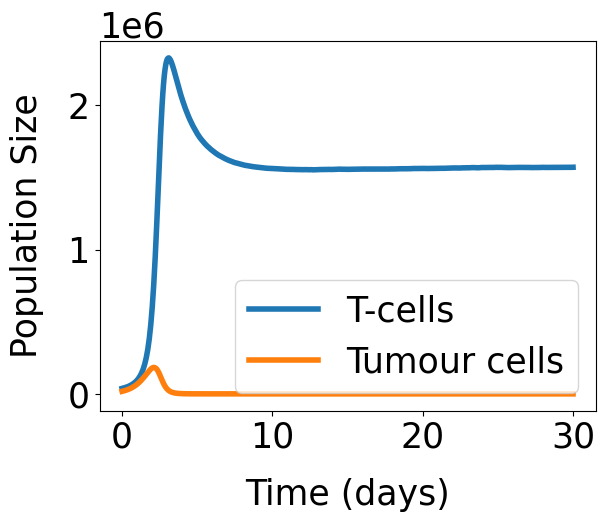 1e6
Population Size
2
1
0
T-cells
Tumour cells
0 10 20 30
Time (days)